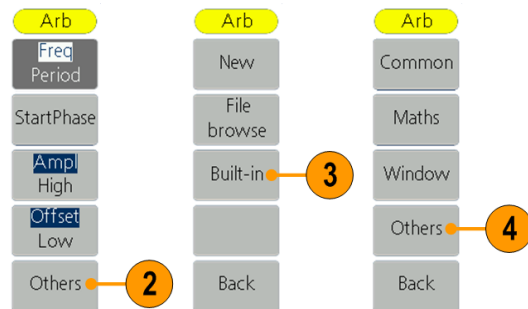 Arb
Freq
Period
StartPhase
Ampl
High
Offset
Low
Others
2
Arb
New
File
browse
Built-in
3
Back
Arb
Common
Maths
Window
Others
4
Back